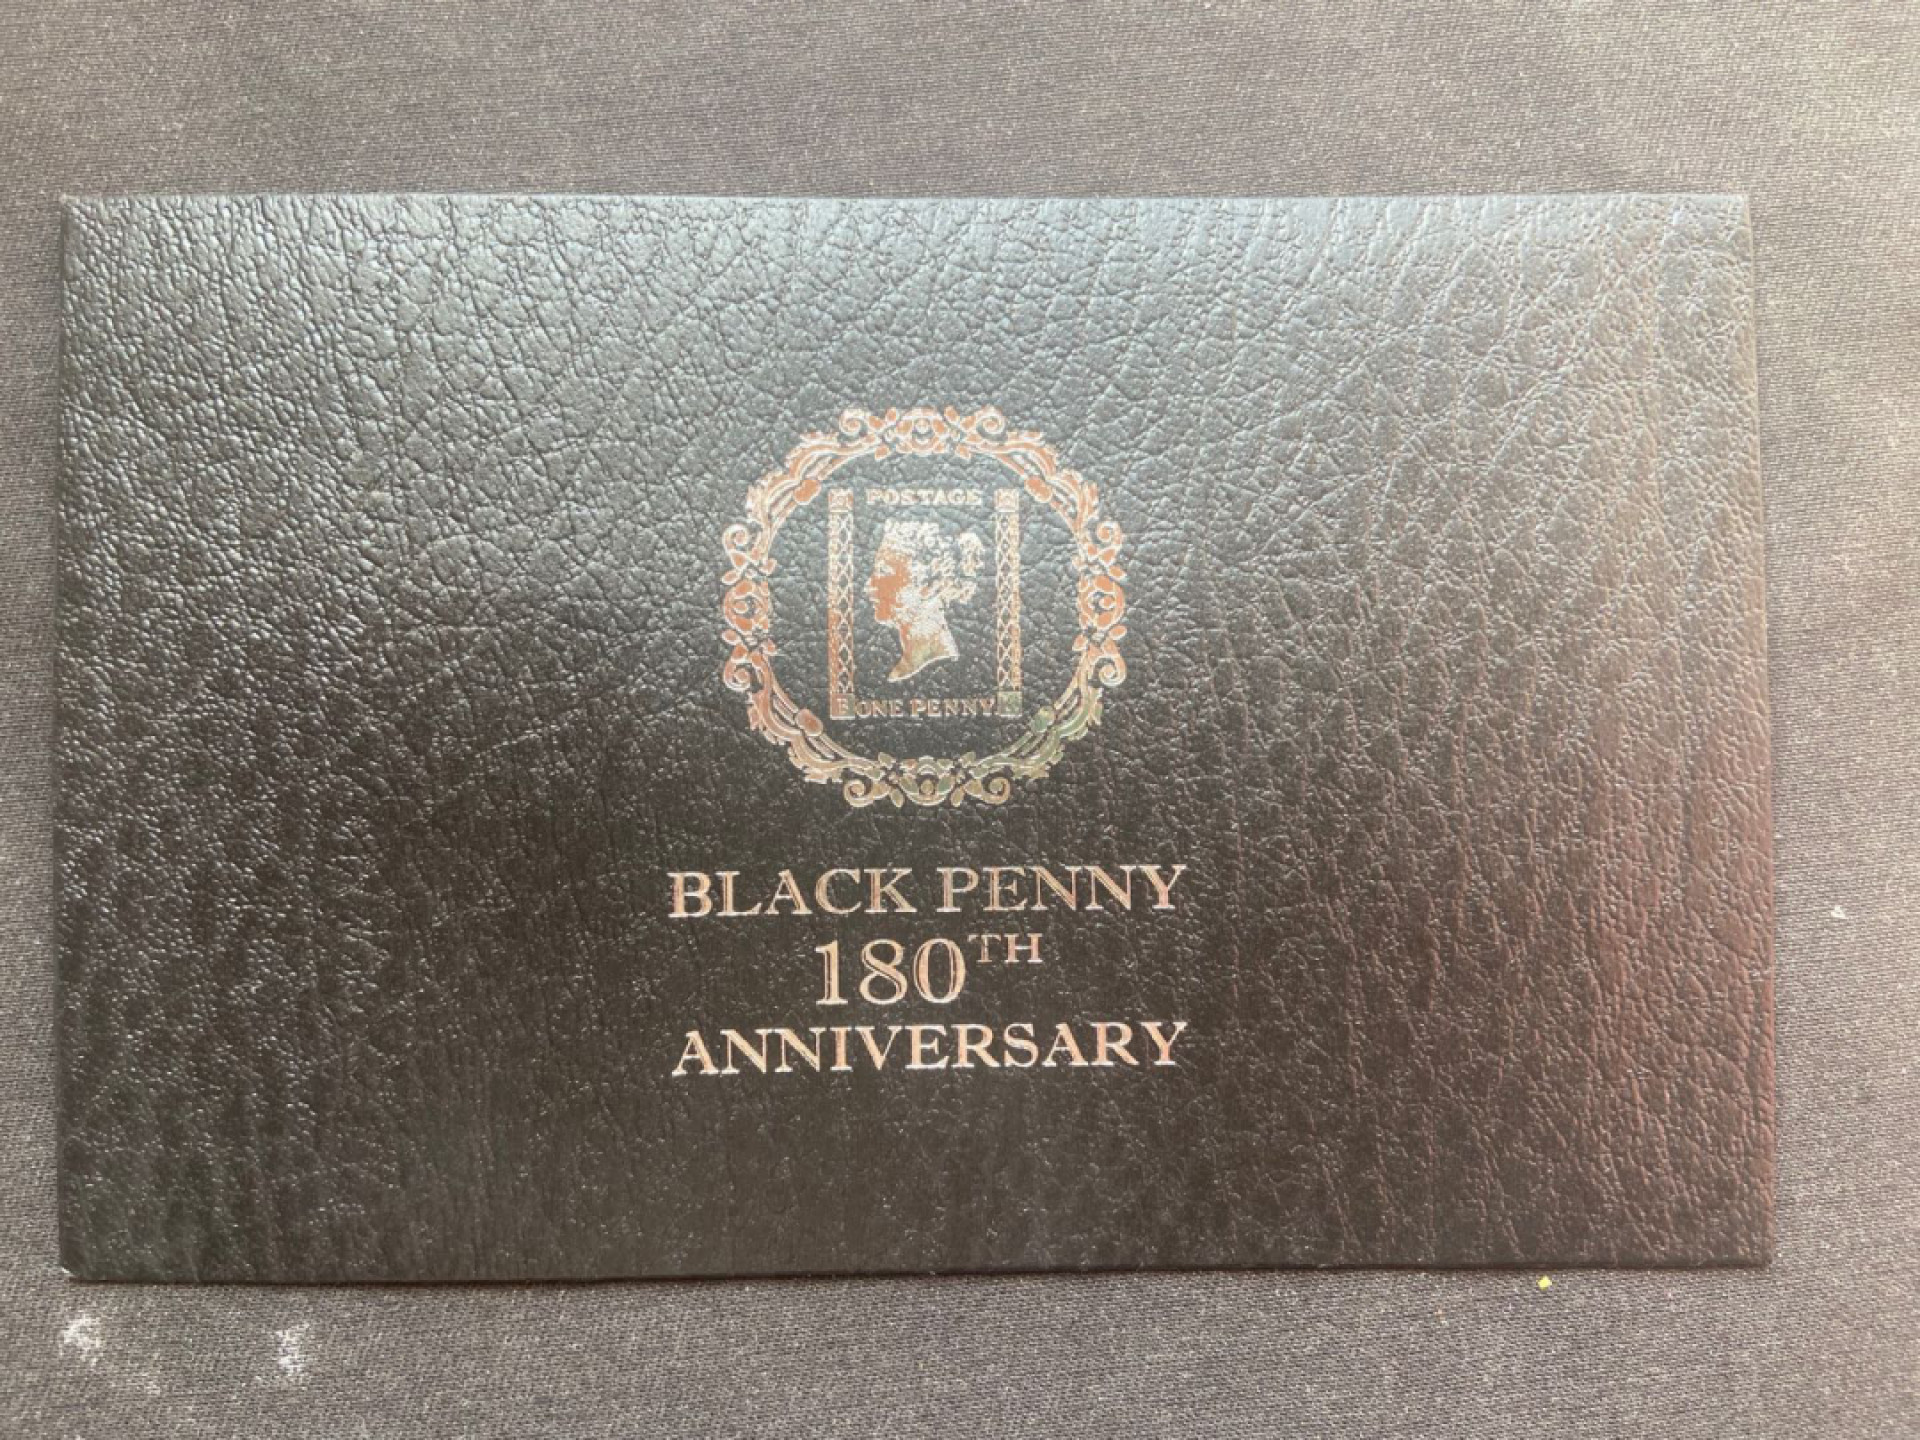 POSTAGE
ONE PENNY
BLACK PENNY
180TH
ANNIVERSARY